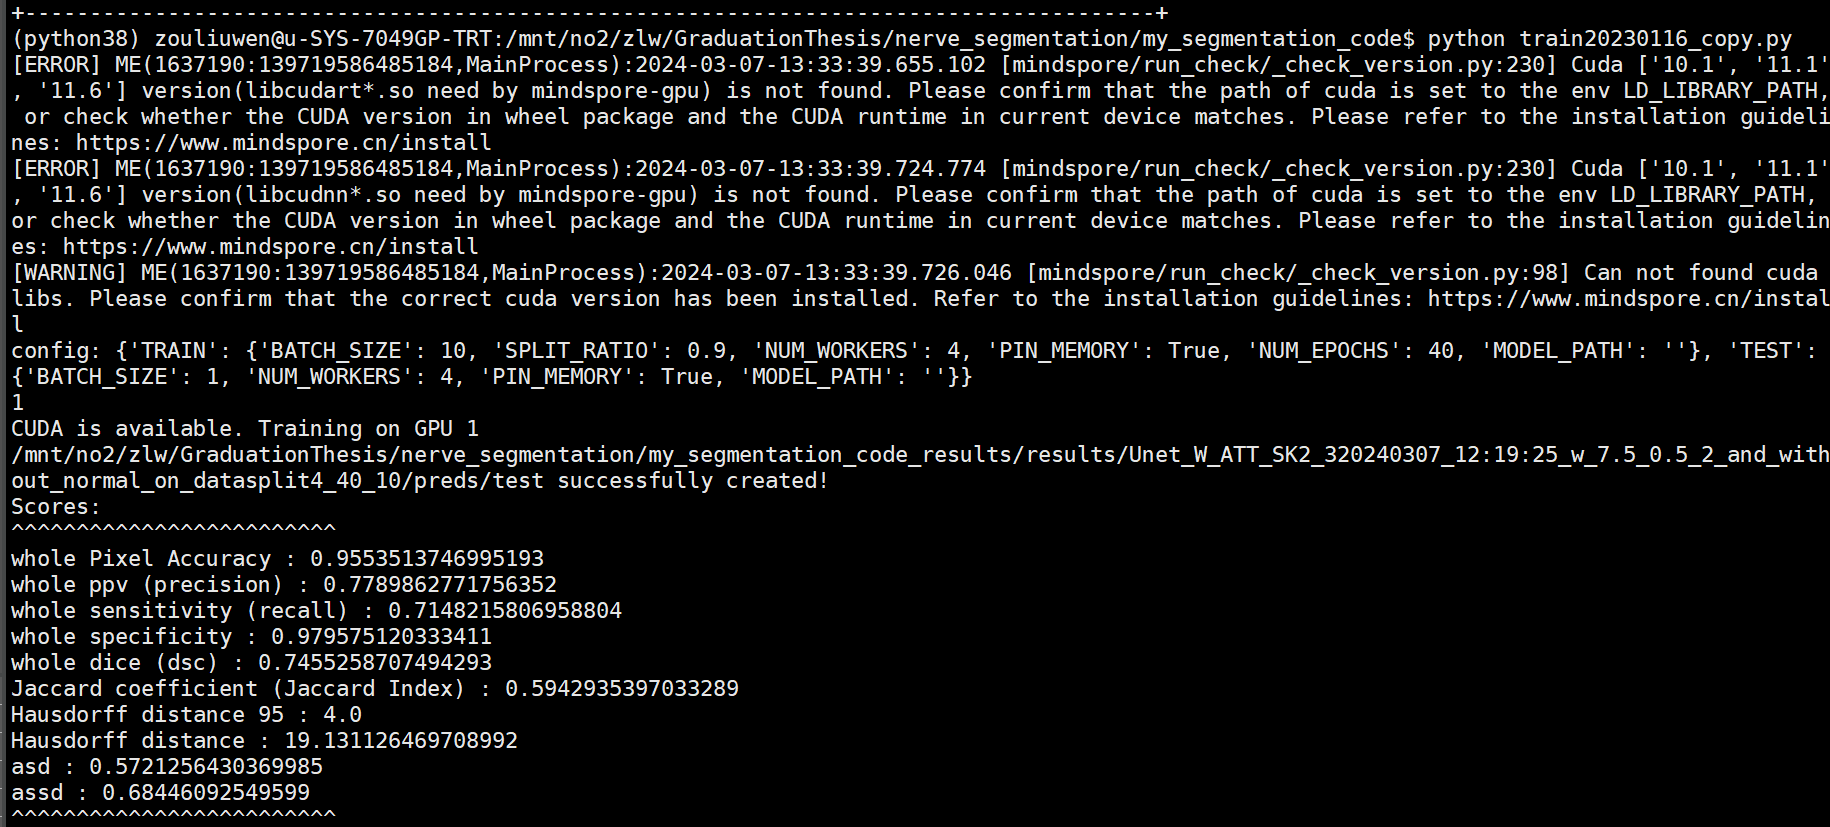 +---------------------------------------------------------------------------------------+
(python38) zouliuwen@u-SYS-7049GP-TRT:/mnt/no2/zlw/GraduationThesis/nerve_segmentation/my_segmentation_code$ python train20230116_copy.py
[ERROR] ME(1637190:139719586485184,MainProcess):2024-03-07-13:33:39.655.102 [mindspore/run_check/_check_version.py:230] Cuda ['10.1', '11.1'
, '11.6'] version(libcudart*.so need by mindspore-gpu) is not found. Please confirm that the path of cuda is set to the env LD_LIBRARY_PATH,
 or check whether the CUDA version in wheel package and the CUDA runtime in current device matches. Please refer to the installation guideli
nes: https://www.mindspore.cn/install
[ERROR] ME(1637190:139719586485184,MainProcess):2024-03-07-13:33:39.724.774 [mindspore/run_check/_check_version.py:230] Cuda ['10.1', '11.1'
, '11.6'] version(libcudnn*.so need by mindspore-gpu) is not found. Please confirm that the path of cuda is set to the env LD_LIBRARY_PATH,
or check whether the CUDA version in wheel package and the CUDA runtime in current device matches. Please refer to the installation guidelin
es: https://www.mindspore.cn/install
[WARNING] ME(1637190:139719586485184,MainProcess):2024-03-07-13:33:39.726.046 [mindspore/run_check/_check_version.py:98] Can not found cuda
libs. Please confirm that the correct cuda version has been installed. Refer to the installation guidelines: https://www.mindspore.cn/instal
l
config: {'TRAIN': {'BATCH_SIZE': 10, 'SPLIT_RATIO': 0.9, 'NUM_WORKERS': 4, 'PIN_MEMORY': True, 'NUM_EPOCHS': 40, 'MODEL_PATH': ''}, 'TEST':
{'BATCH_SIZE': 1, 'NUM_WORKERS': 4, 'PIN_MEMORY': True, 'MODEL_PATH': ''}}
1
CUDA is available. Training on GPU 1
/mnt/no2/zlw/GraduationThesis/nerve_segmentation/my_segmentation_code_results/results/Unet_W_ATT_SK2_320240307_12:19:25_w_7.5_0.5_2_and_with
out_normal_on_datasplit4_40_10/preds/test successfully created!
Scores:
^^^^^^^^^^^^^^^^^^^^^^^^^
whole Pixel Accuracy : 0.9553513746995193
whole ppv (precision) : 0.7789862771756352
whole sensitivity (recall) : 0.7148215806958804
whole specificity : 0.979575120333411
whole dice (dsc) : 0.7455258707494293
Jaccard coefficient (Jaccard Index) : 0.5942935397033289
Hausdorff distance 95 : 4.0
Hausdorff distance : 19.131126469708992
asd : 0.5721256430369985
assd : 0.68446092549599
^^^^^^^^^^^^^^^^^^^^^^^^^